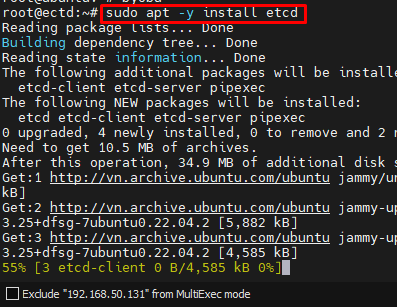 root@ectd:~# sudo apt -y install etcd
Reading package lists... Done
Building dependency tree... Done
Reading state information... Done
The following additional packages
etcd-client etcd-server pipexec
The following NEW packages will be installed:
etcd etcd-client etcd-server pipexec
0 upgraded, 4 newly installed, 0 to remove and 2
Need to get 10.5 MB of archives.
After this operation, 34.9 MB of additional disk s
Get:1 http://vn.archive.ubuntu.com/ubuntu jammy/un
kB]
Get:2 http://vn.archive.ubuntu.com/ubuntu jammy-up
3.25+dfsg-7ubuntu0.22.04.2 [5,882 kB]
Get:3 http://vn.archive.ubuntu.com/ubuntu jammy-up
3.25+dfsg-7ubuntu0.22.04.2 [4,585 kB]
55% [3 etcd-client 0 B/4,585 kB 0%]
Exclude "192.168.50.131" from MultiExec mode